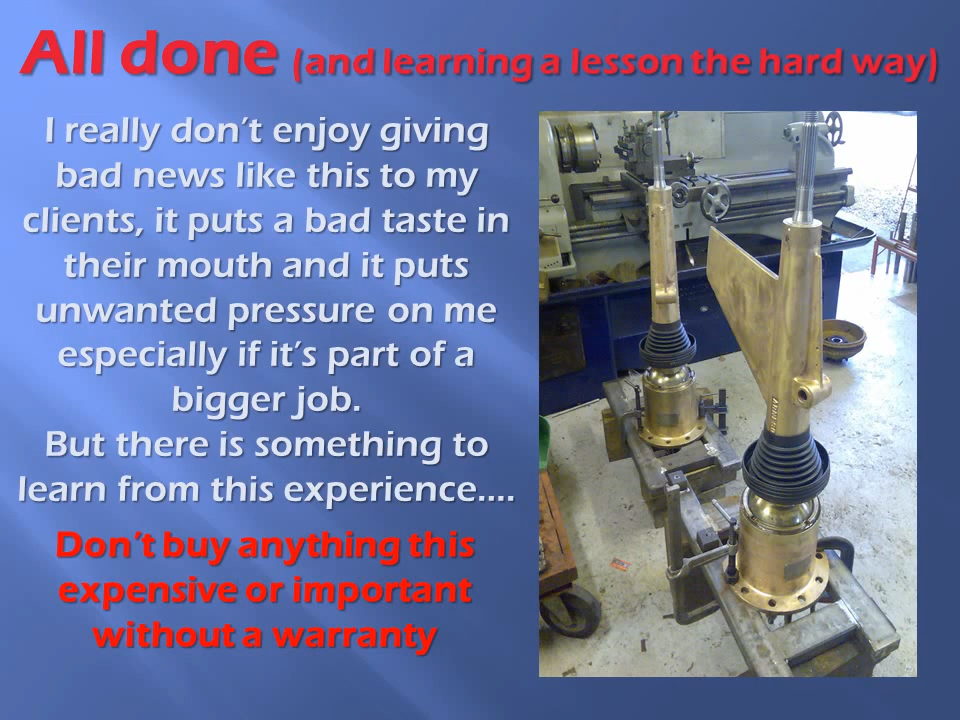 All done (and learning a lesson the hard way)
I really don’t enjoy giving
bad news like this to my
clients, it puts a bad taste in
their mouth and it puts
unwanted pressure on me
especially if it’s part of a
bigger job.
But there is something to
learn from this experience....
Don’t buy anything this
expensive or important
without a warranty